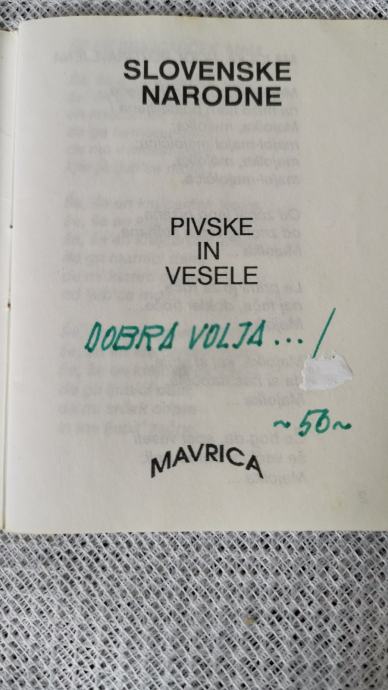 SLOVENSKE
NARODNE
PIVSKE
IN
VESELE
DOBRA VOLJA... /
~50~
MAVRICA